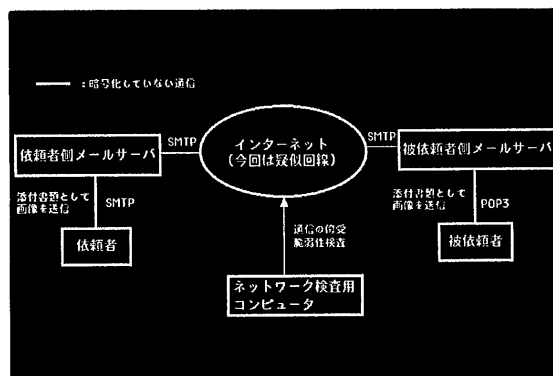 ：暗号化していない通信
SMTP
インターネット
(今回は疑似回線)
SMTP
依頼者側メールサーバ
被依頼者側メールサーバ
添付書類として
画像を送信
SMTP
添付書類として
画像を送信
POP3
依頼者
通信の傍受
脆弱性検査
被依頼者
ネットワーク検査用
コンピュータ